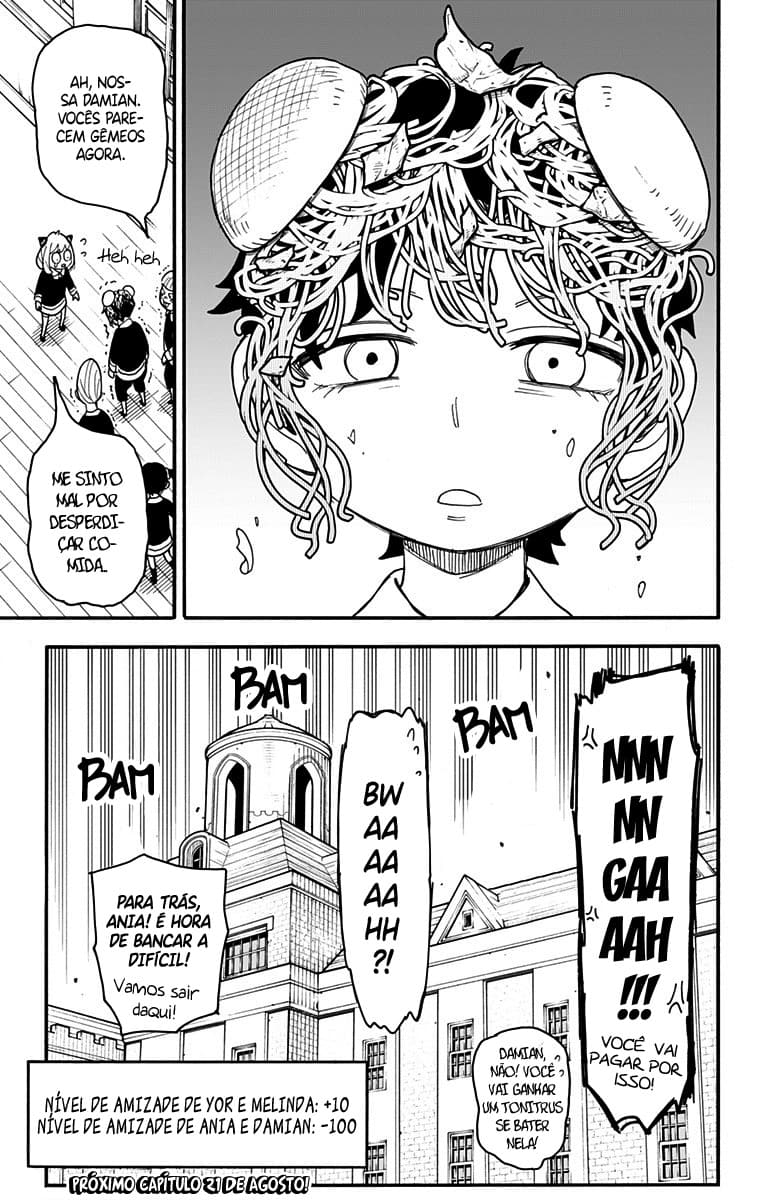 AH, NOS-
SA DAMIAN.
VOCÊS PARE-
CEM GÊMEOS
AGORA.
Heh heh
ME SINTO
MAL POR
DESPERDI-
ÇAR CO-
MIDA.
NNN
NN
GAA
AAH
!!!
VOCÊ VAI
PAGAR POR
ISSO!
BAM
BAM
BAM
BW
AA
AA
AA
HH
?!
PARA TRÁS,
ANIA! É HORA
DE BANCAR A
DIFÍCIL!
Vamos sair
daqui!
DAMIAN,
NÃO! VOCÊ
VAI GANHAR
UM TONITRUS
SE BATER
NELA!
NÍVEL DE AMIZADE DE YOR E MELINDA: +10
NÍVEL DE AMIZADE DE ANIA E DAMIAN: -100
PRÓXIMO CAPÍTULO 21 DE AGOSTO!